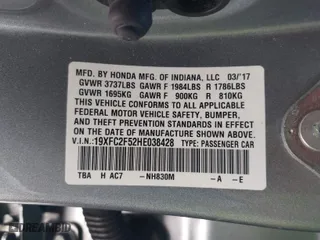 MFD. BY HONDA MFG. OF INDIANA, LLC 03/'17
GVWR 3737LBS GAWR F 1984LBS R 1786LBS
GVWR 1695KG GAWR F 900KG R 810KG
THIS VEHICLE CONFORMS TO ALL APPLICABLE
FEDERAL MOTOR VEHICLE SAFETY, BUMPER,
AND THEFT PREVENTION STANDARDS IN EFFECT
ON THE DATE OF MANUFACTURE SHOWN ABOVE.
V.I.N.:19XFC2F52HE038428 TYPE: PASSENGER CAR
TBA H AC7 -NH830M -A -E